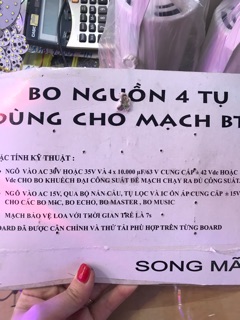 BO NGUỒN 4 TỤ
DÙNG CHO MẠCH BT
ĐẶC TÍNH KỸ THUẬT :
NGÕ VÀO AC 30V HOẶC 35V VÀ 4 x 10.000 µF/63 V CUNG CẤP ± 42 Vdc HOẶC
Vdc CHO BO KHUẾCH ĐẠI CÔNG SUẤT ĐỂ MẠCH CHẠY RA ĐỦ CÔNG SUẤT.
NGÕ VÀO AC 15V, QUA BỘ NẮN CẦU, TỤ LỌC VÀ IC ỔN ÁP CUNG CẤP ± 15V
CHO CÁC BO MIC, BO ECHO, BO MASTER , BO MUSIC
MẠCH BẢO VỆ LOA VỚI THỜI GIAN TRỄ LÀ 7s
BOARD ĐÃ ĐƯỢC CÂN CHỈNH VÀ THỬ TẢI PHÙ HỢP TRÊN TỪNG BOARD
SONG MÃ